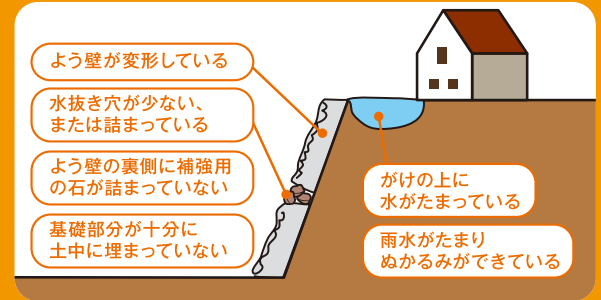 よう壁が変形している
水抜き穴が少ない、
または詰まっている
よう壁の裏側に補強用
の石が詰まっていない
基礎部分が十分に
土中に埋まっていない
がけの上に
水がたまっている
雨水がたまり
ぬかるみができている